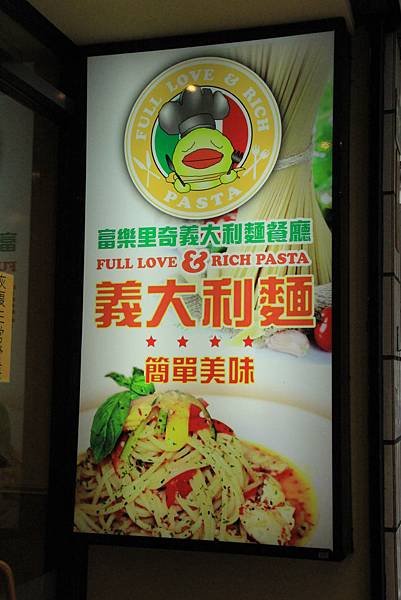 FULL LOVE & RICH
PASTA
富樂里奇義大利麵餐廳
FULL LOVE & RICH PASTA
義大利麵
簡單美味